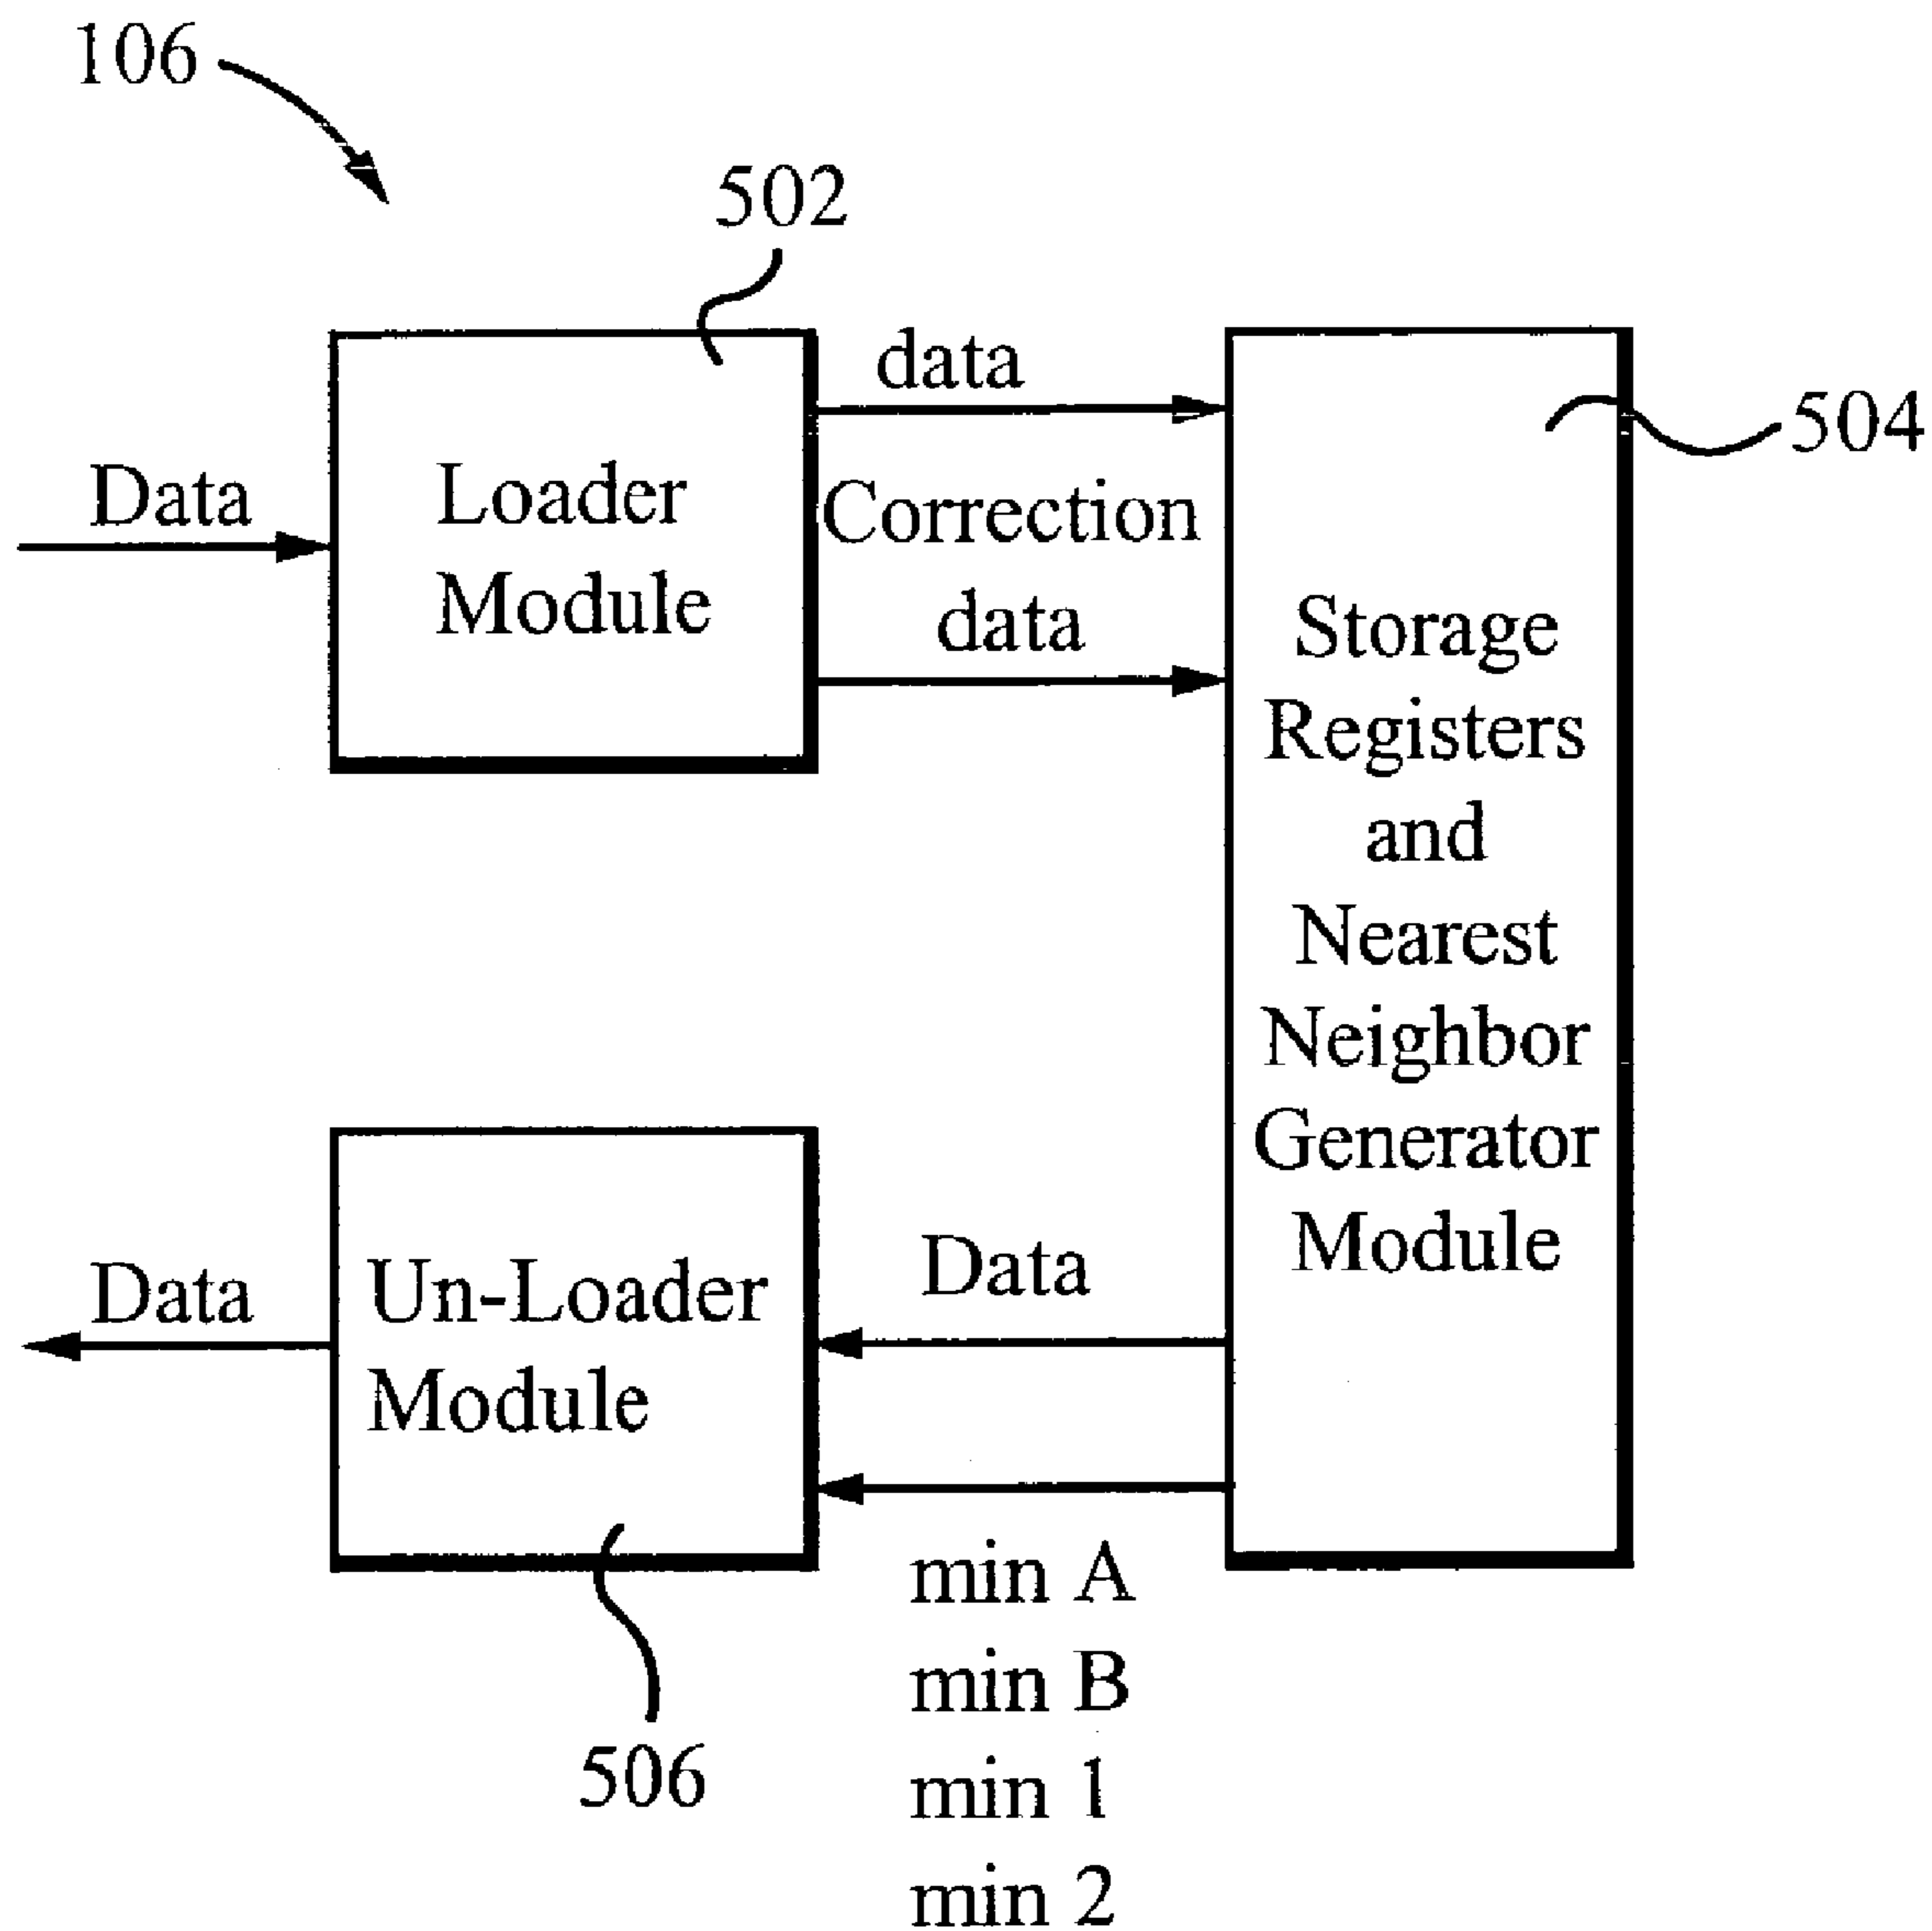 106
502
data
504
Data
Loader
Module
Correction
data
Storage
Registers
and
Nearest
Neighbor
Generator
Module
Data
Un-Loader
Module
Data
min A
min B
min 1
min 2
506